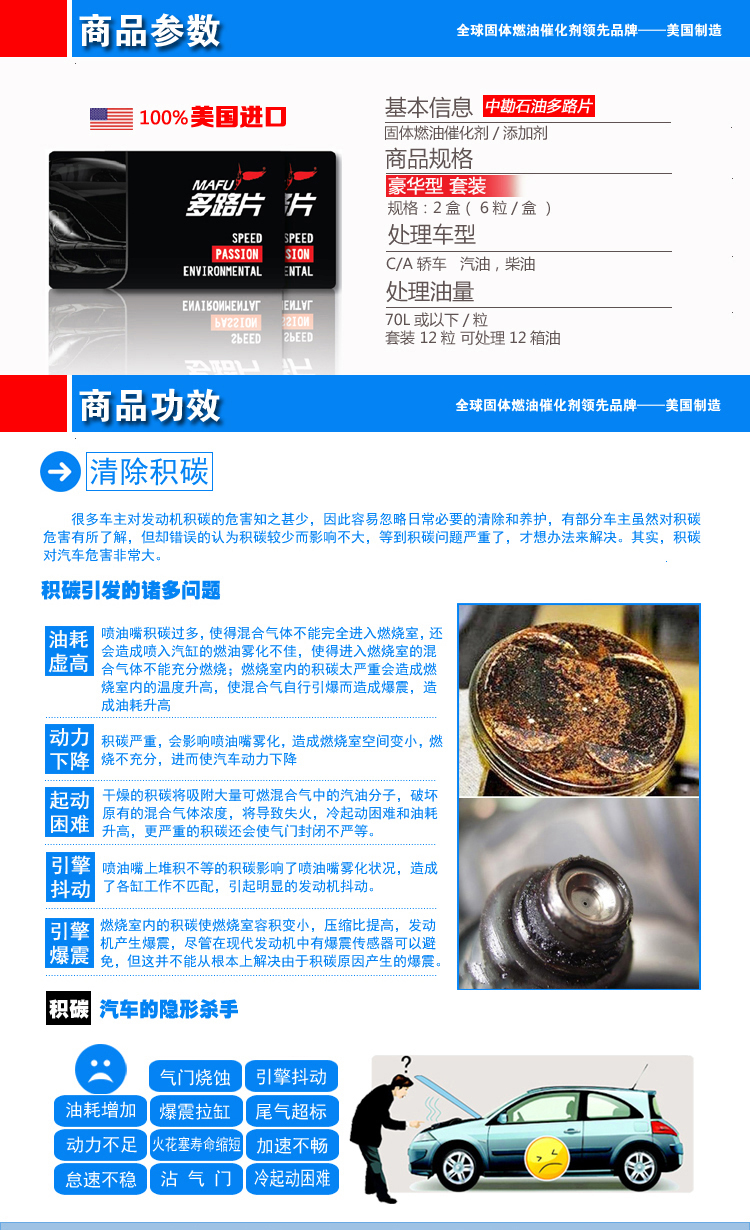 商品参数
全球固体燃油催化剂领先品牌——美国制造
100%美国进口
MAFU
多路片
片
SPEED
PASSION
ENVIRONMENTAL
SPEED
SION
ENTAL
基本信息 中勘石油多路片
固体燃油催化剂 / 添加剂
商品规格
豪华型 套装
规格：2 盒（ 6 粒 / 盒 ）
处理车型
C/A 轿车 汽油，柴油
处理油量
70L 或以下 / 粒
套装 12 粒 可处理 12 箱油
商品功效
全球固体燃油催化剂领先品牌——美国制造
清除积碳
很多车主对发动机积碳的危害知之甚少，因此容易忽略日常必要的清除和养护，有部分车主虽然对积碳
危害有所了解，但却错误的认为积碳较少而影响不大，等到积碳问题严重了，才想办法来解决。其实，积碳
对汽车危害非常大。
积碳引发的诸多问题
油耗
虚高
喷油嘴积碳过多，使得混合气体不能完全进入燃烧室，还
会造成喷入汽缸的燃油雾化不佳，使得进入燃烧室的混
合气体不能充分燃烧；燃烧室内的积碳太严重会造成燃
烧室内的温度升高，使混合气自行引爆而造成爆震，造
成油耗升高
动力
下降
积碳严重，会影响喷油嘴雾化，造成燃烧室空间变小，燃
烧不充分，进而使汽车动力下降
起动
困难
干燥的积碳将吸附大量可燃混合气中的汽油分子，破坏
原有的混合气体浓度，将导致失火，冷起动困难和油耗
升高，更严重的积碳还会使气门封闭不严等。
引擎
抖动
喷油嘴上堆积不等的积碳影响了喷油嘴雾化状况，造成
了各缸工作不匹配，引起明显的发动机抖动。
引擎
爆震
燃烧室内的积碳使燃烧室容积变小，压缩比提高，发动
机产生爆震，尽管在现代发动机中有爆震传感器可以避
免，但这并不能从根本上解决由于积碳原因产生的爆震。
积碳 汽车的隐形杀手
气门烧蚀 引擎抖动
油耗增加 爆震拉缸 尾气超标
动力不足 火花塞寿命缩短 加速不畅
怠速不稳 沾 气 门 冷起动困难
?